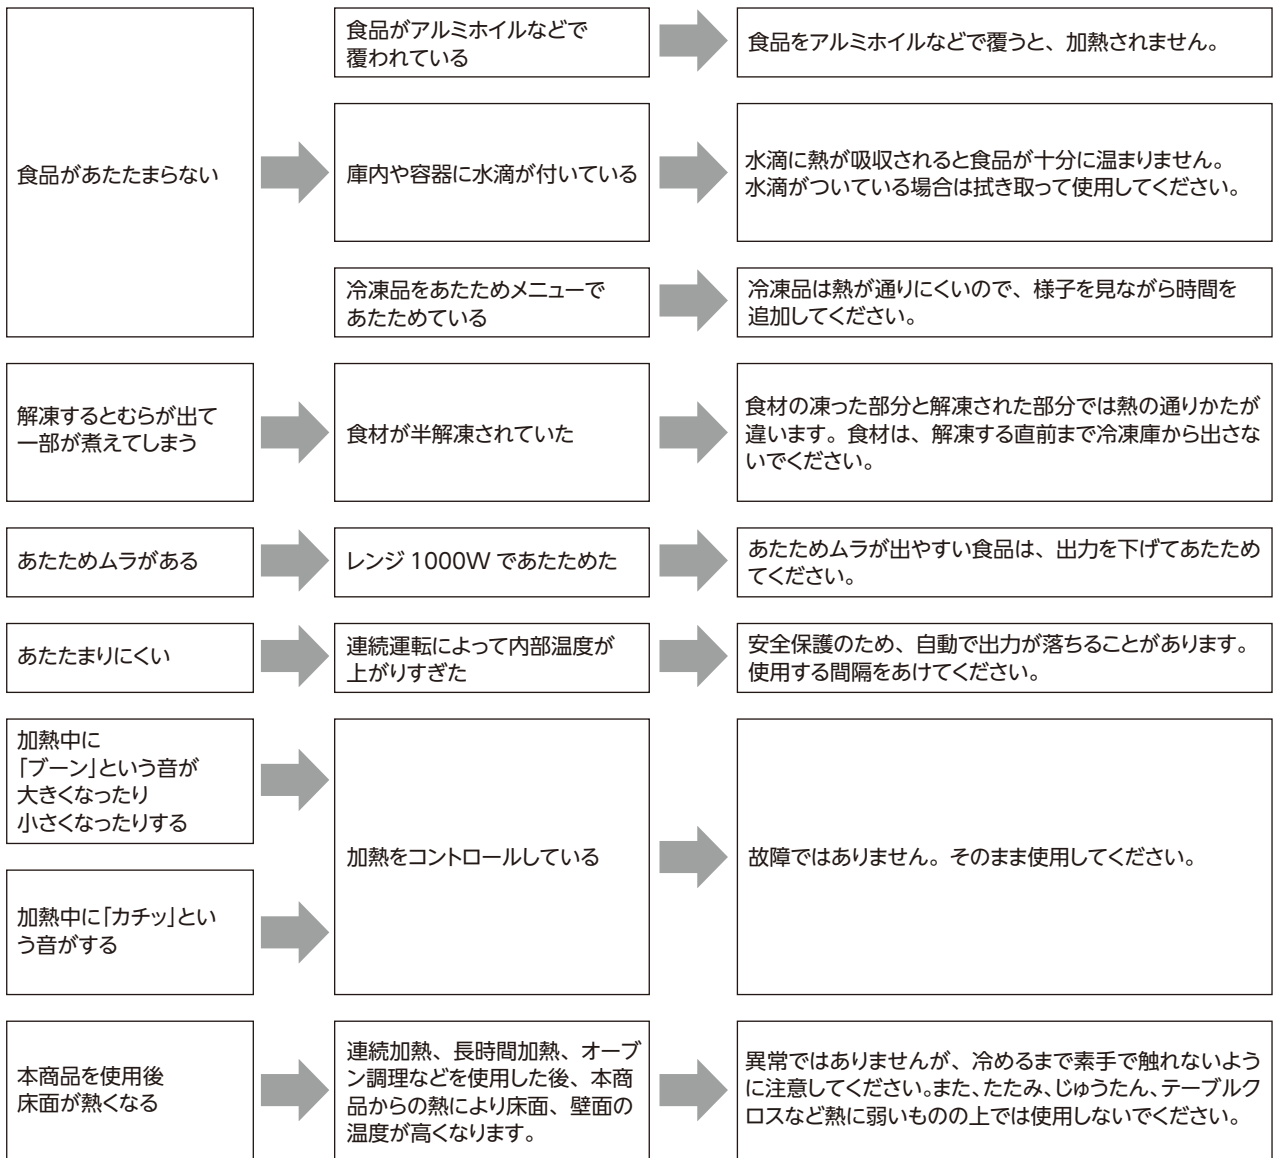 食品があたたまらない
食品がアルミホイルなどで
覆われている
食品をアルミホイルなどで覆うと、加熱されません。
庫内や容器に水滴が付いている
水滴に熱が吸収されると食品が十分に温まりません。
水滴がついている場合は拭き取って使用してください。
冷凍品をあたためメニューで
あたためている
冷凍品は熱が通りにくいので、様子を見ながら時間を
追加してください。
解凍するとむらが出て
一部が煮えてしまう
食材が半解凍されていた
食材の凍った部分と解凍された部分では熱の通りかたが
違います。食材は、解凍する直前まで冷凍庫から出さな
いでください。
あたためムラがある
レンジ 1000W であたためた
あたためムラが出やすい食品は、出力を下げてあたため
てください。
あたたまりにくい
連続運転によって内部温度が
上がりすぎた
安全保護のため、自動で出力が落ちることがあります。
使用する間隔をあけてください。
加熱中に
「ブーン」という音が
大きくなったり
小さくなったりする
加熱中に「カチッ」とい
う音がする
加熱をコントロールしている
故障ではありません。そのまま使用してください。
本商品を使用後
床面が熱くなる
連続加熱、長時間加熱、オーブ
ン調理などを使用した後、本商
品からの熱により床面、壁面の
温度が高くなります。
異常ではありませんが、冷めるまで素手で触れないよう
に注意してください。また、たたみ、じゅうたん、テーブルク
ロスなど熱に弱いものの上では使用しないでください。